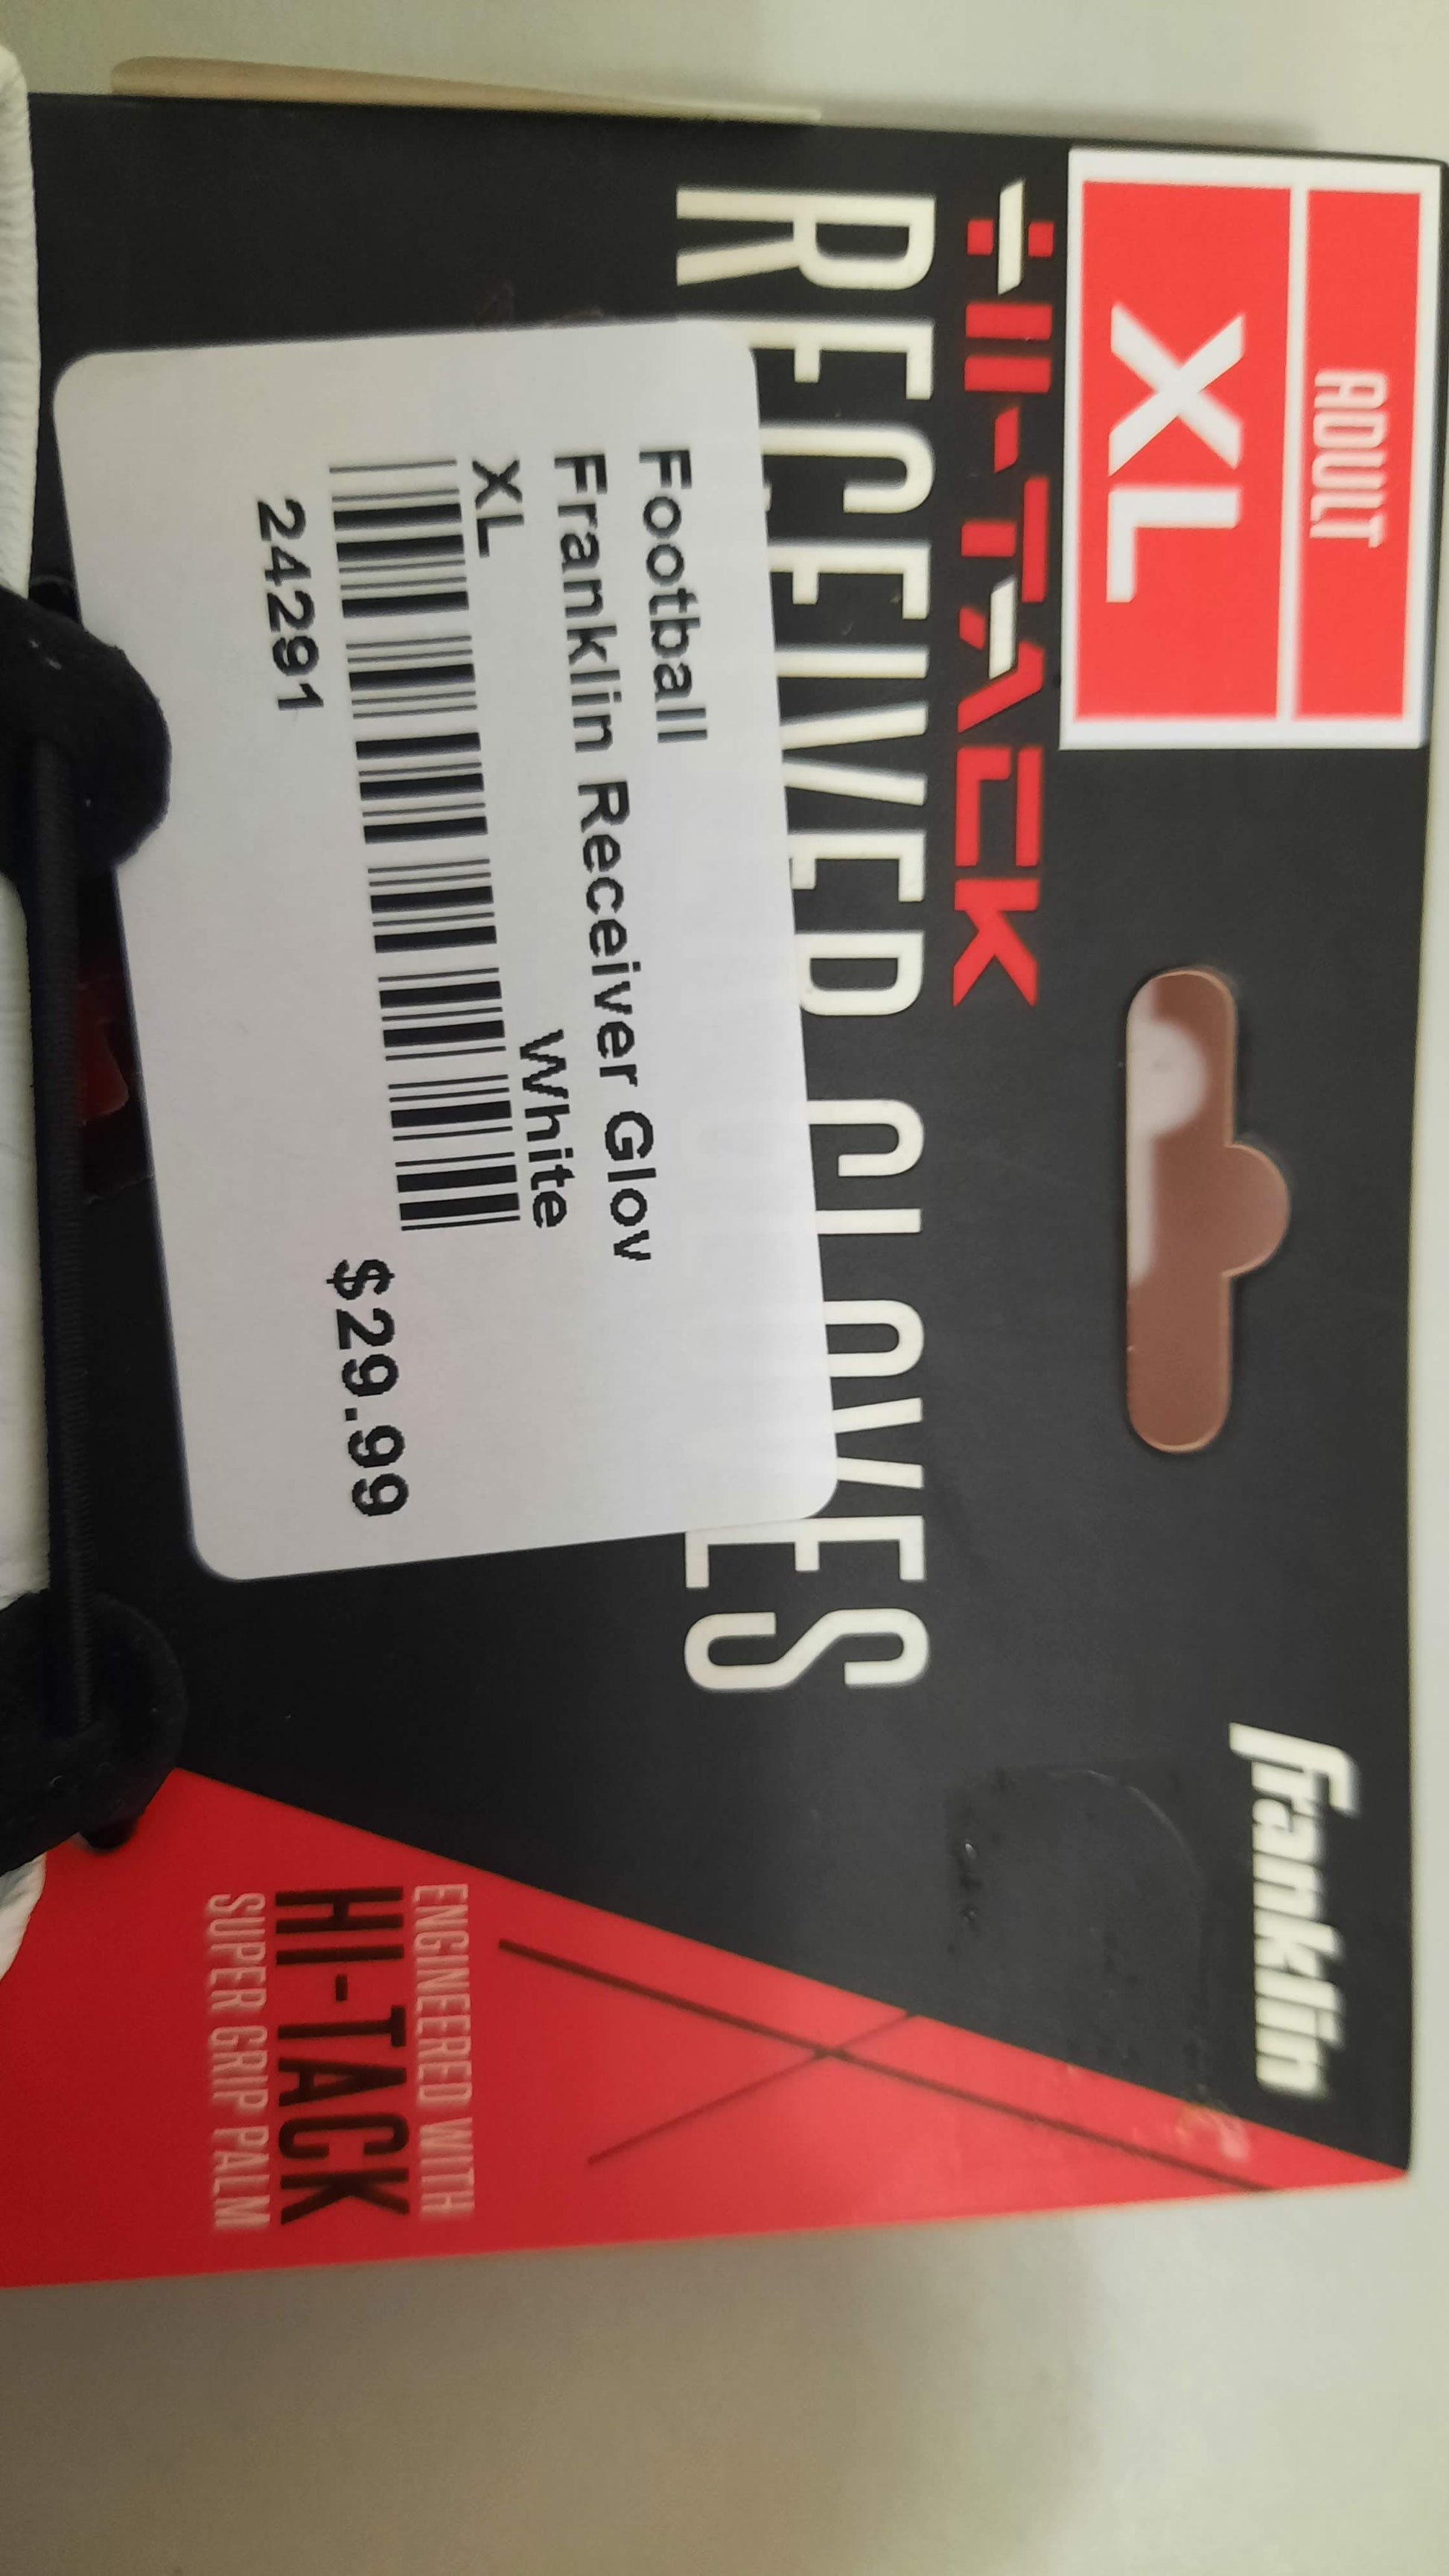 ADULT
XL
Franklin
HI-TACK
RECEIVER GLOVES
Football
Franklin Receiver Glov
XL White
24291
$29.99
ENGINEERED WITH
HI-TACK
SUPER GRIP PALM